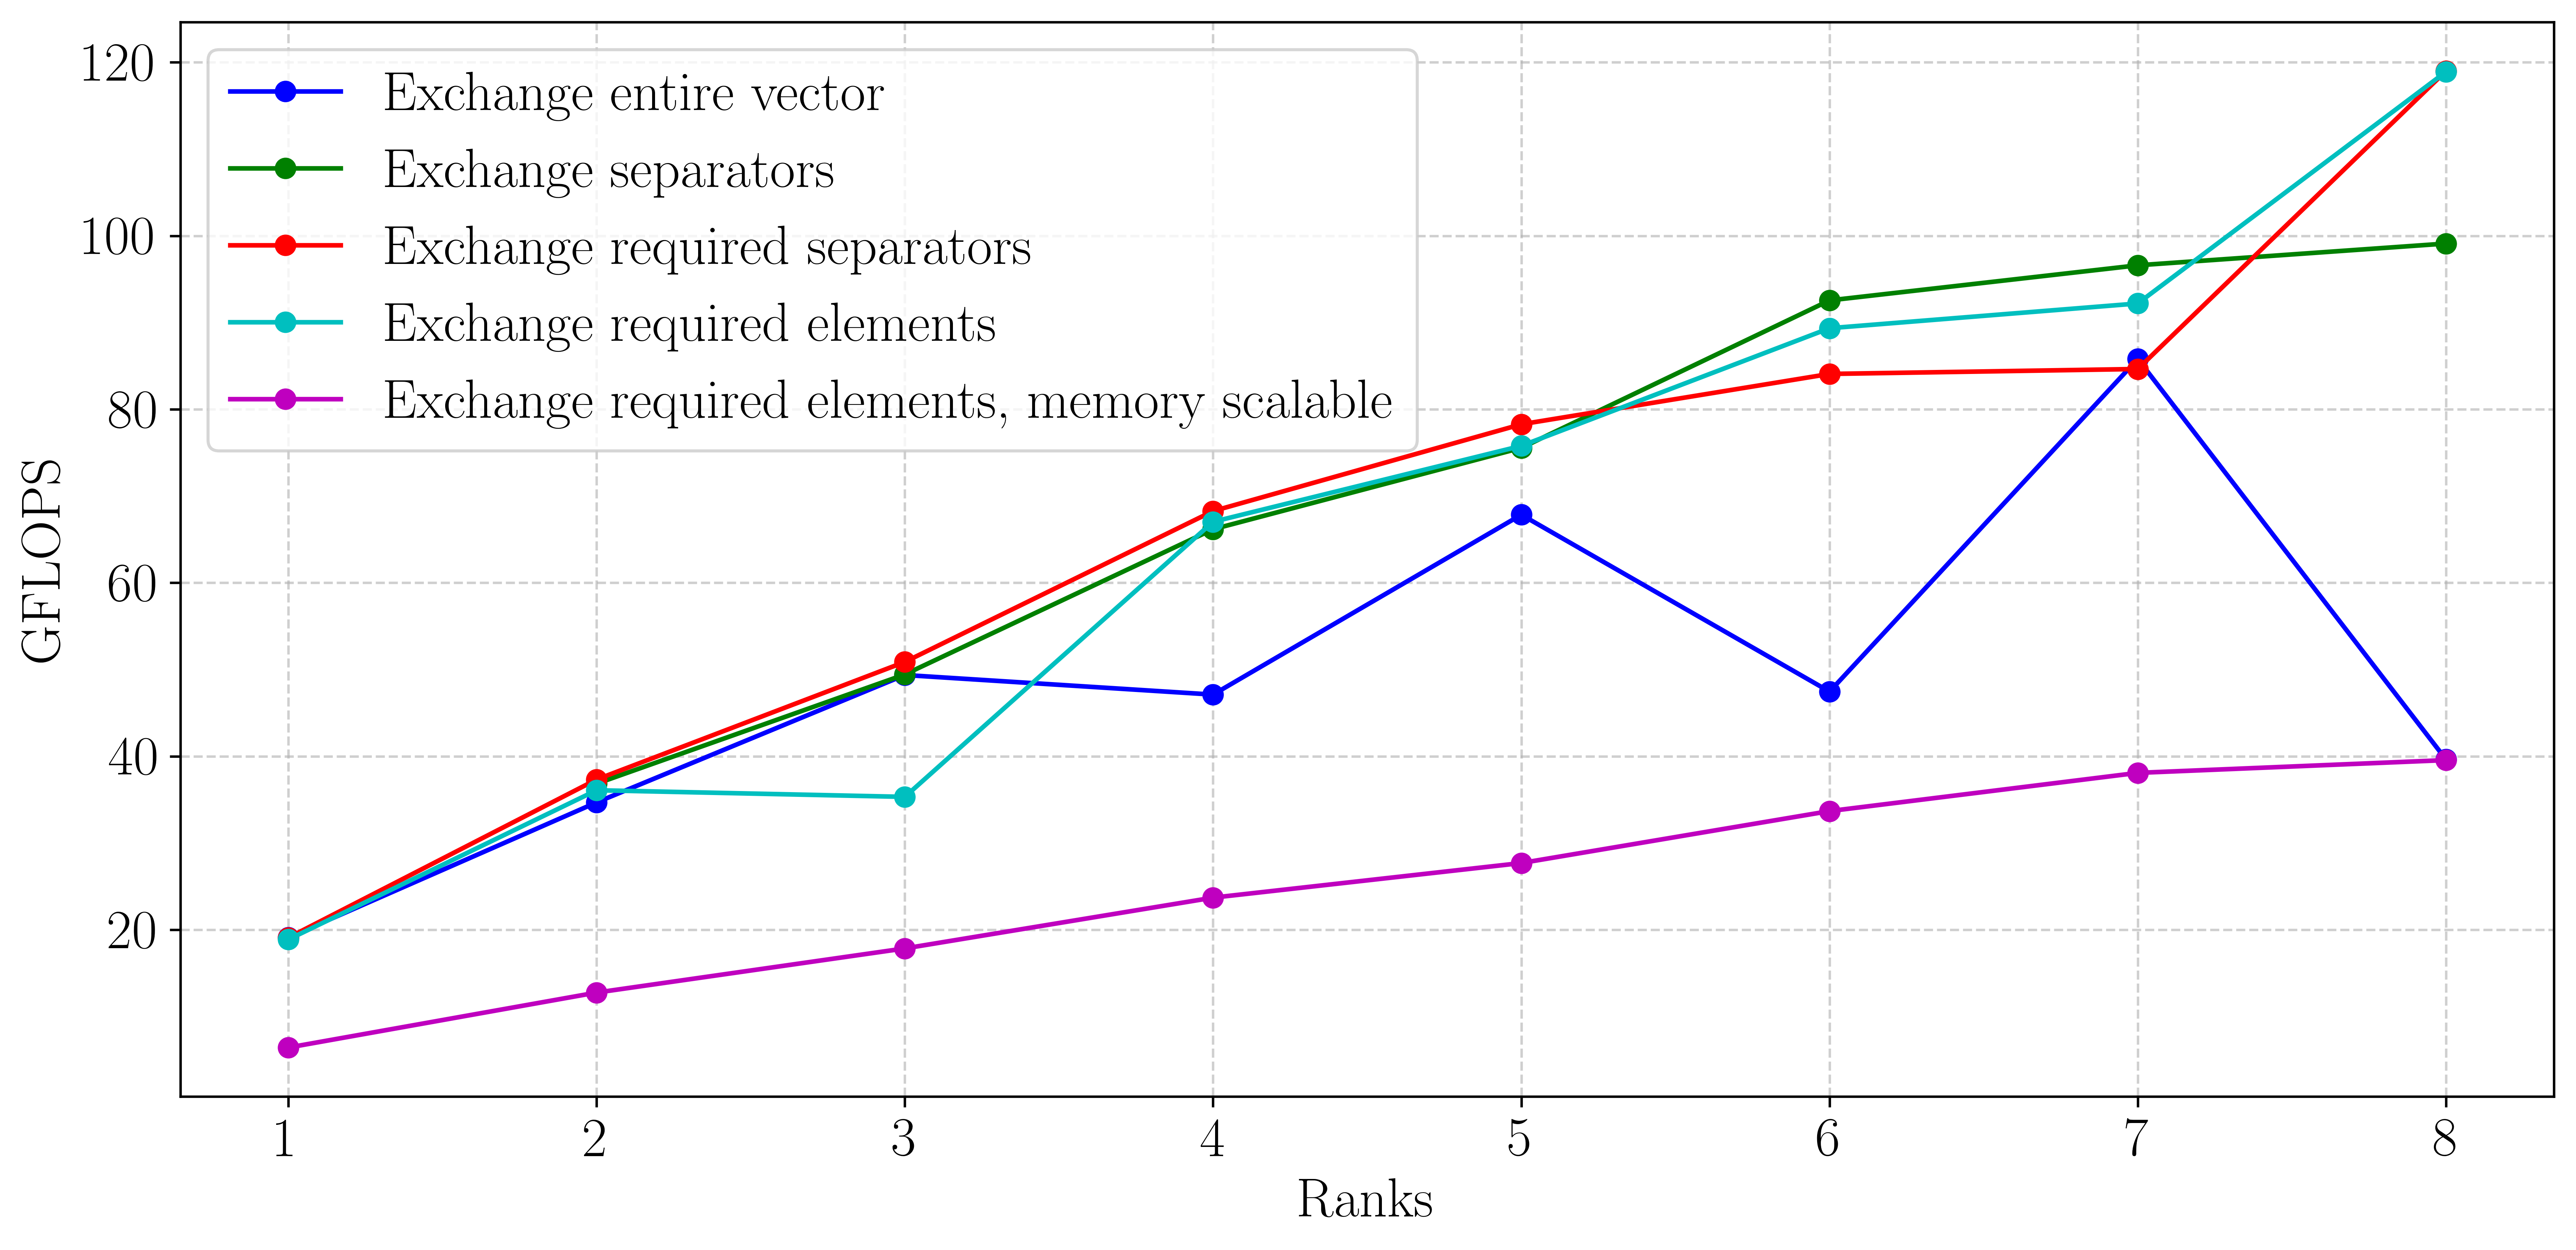 120
100
80
60
40
20
GFLOPS
Exchange entire vector
Exchange separators
Exchange required separators
Exchange required elements
Exchange required elements, memory scalable
1 2 3 4 5 6 7 8
Ranks